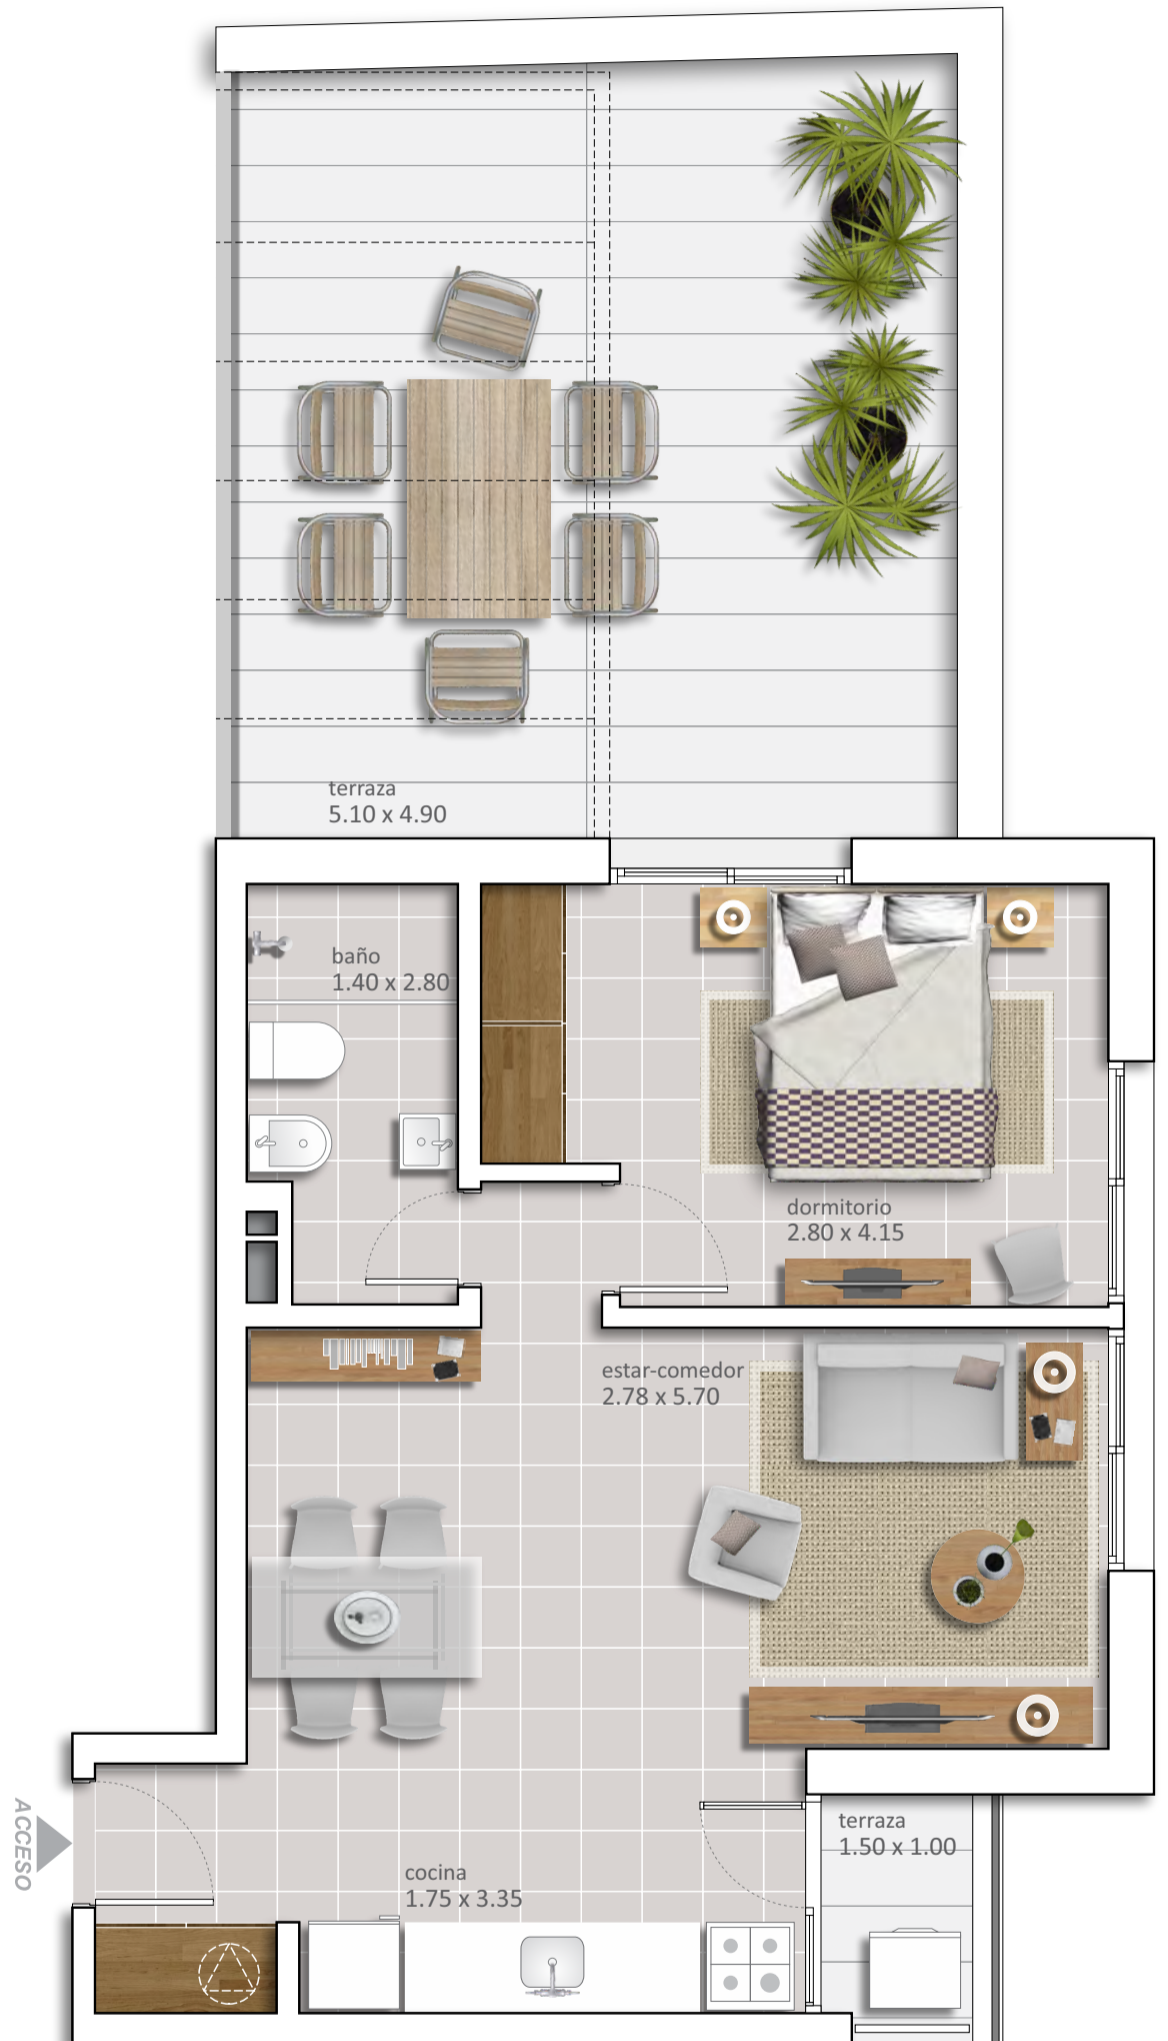 terraza
5.10 x 4.90
baño
1.40 x 2.80
dormitorio
2.80 x 4.15
estar-comedor
2.78 x 5.70
terraza
1.50 x 1.00
ACCESO
cocina
1.75 x 3.35